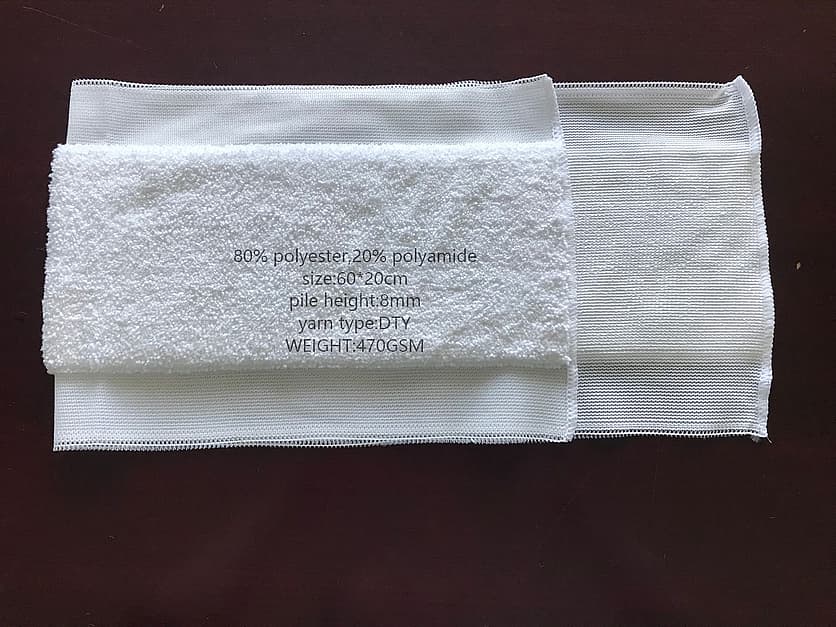 80% polyester,20% polyamide
size:60*20cm
pile height:8mm
yarn type:DTY
WEIGHT:470GSM